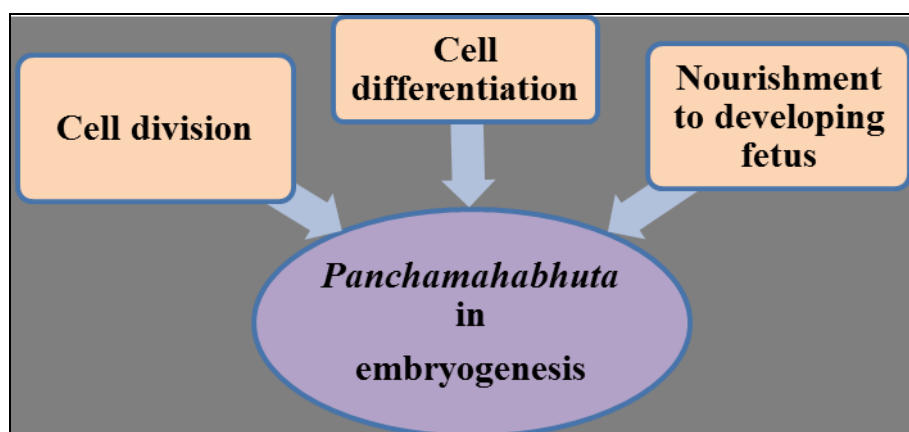 Cell division
Cell
differentiation
Nourishment
to developing
fetus
Panchamahabhuta
in
embryogenesis